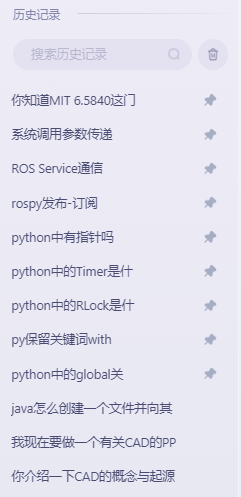 历史记录
搜索历史记录
你知道MIT 6.5840这门
系统调用参数传递
ROS Service通信
rospy发布-订阅
python中有指针吗
python中的Timer是什
python中的RLock是什
py保留关键词with
python中的global关
java怎么创建一个文件并向其
我现在要做一个有关CAD的PP
你介绍一下CAD的概念与起源